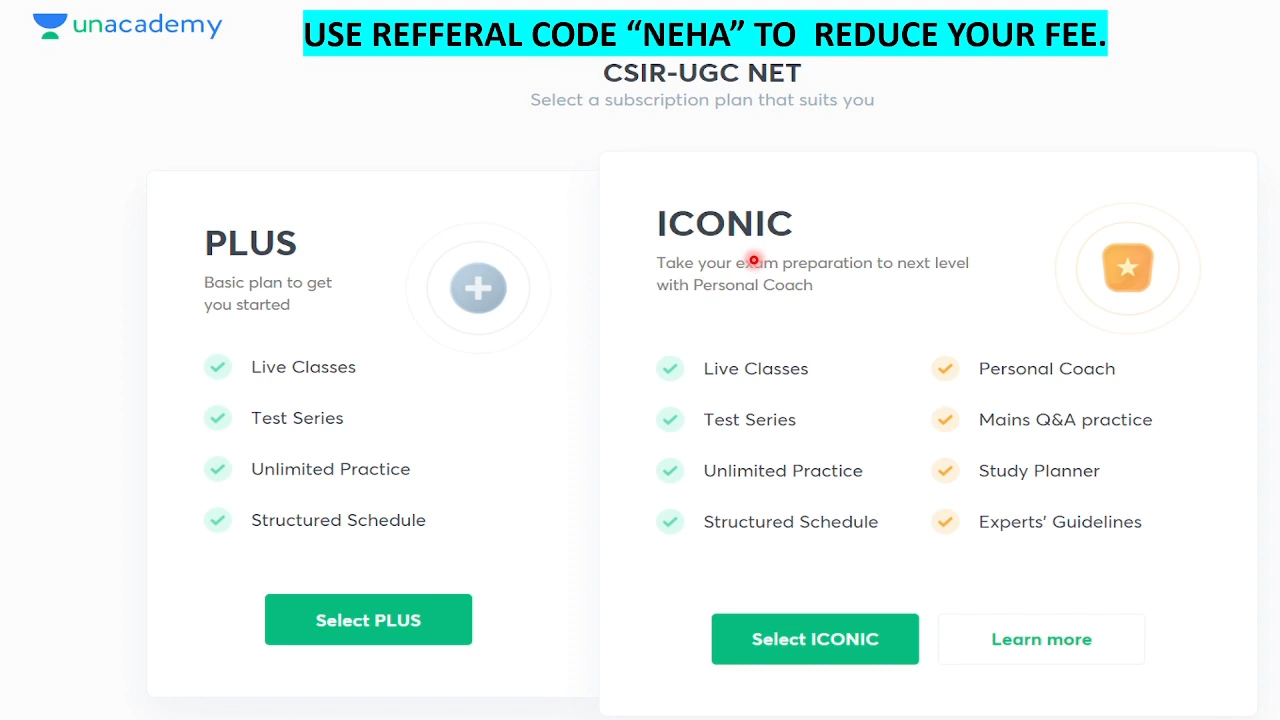 unacademy
USE REFFERAL CODE “NEHA” TO REDUCE YOUR FEE.
CSIR-UGC NET
Select a subscription plan that suits you
PLUS
Basic plan to get
you started
Live Classes
Test Series
Unlimited Practice
Structured Schedule
Select PLUS
ICONIC
Take your exam preparation to next level
with Personal Coach
Live Classes
Test Series
Unlimited Practice
Structured Schedule
Personal Coach
Mains Q&A practice
Study Planner
Experts’ Guidelines
Select ICONIC
Learn more